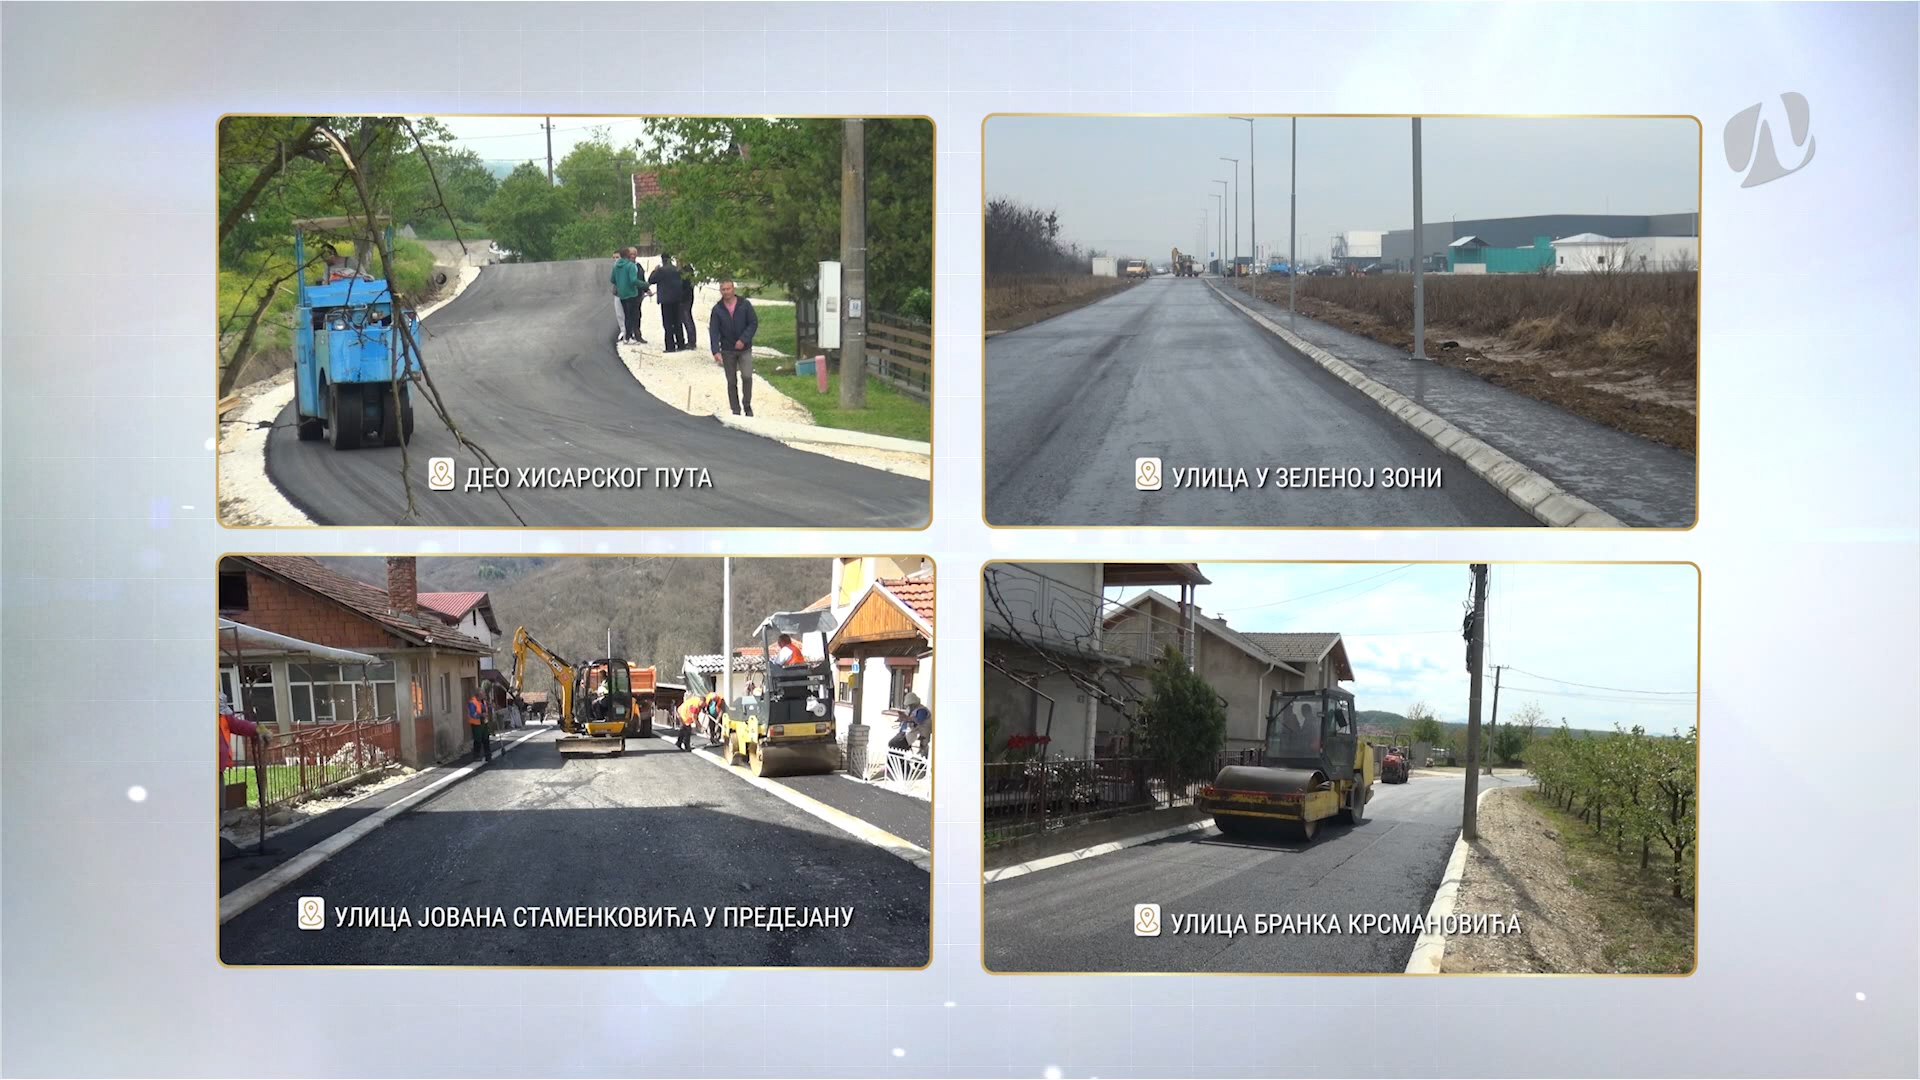 ДЕО ХИСАРСКОГ ПУТА
УЛИЦА У ЗЕЛЕНОЈ ЗОНИ
УЛИЦА ЈОВАНА СТАМЕНКОВИЋА У ПРЕДЕЈАНУ
УЛИЦА БРАНКА КРСМАНОВИЋА